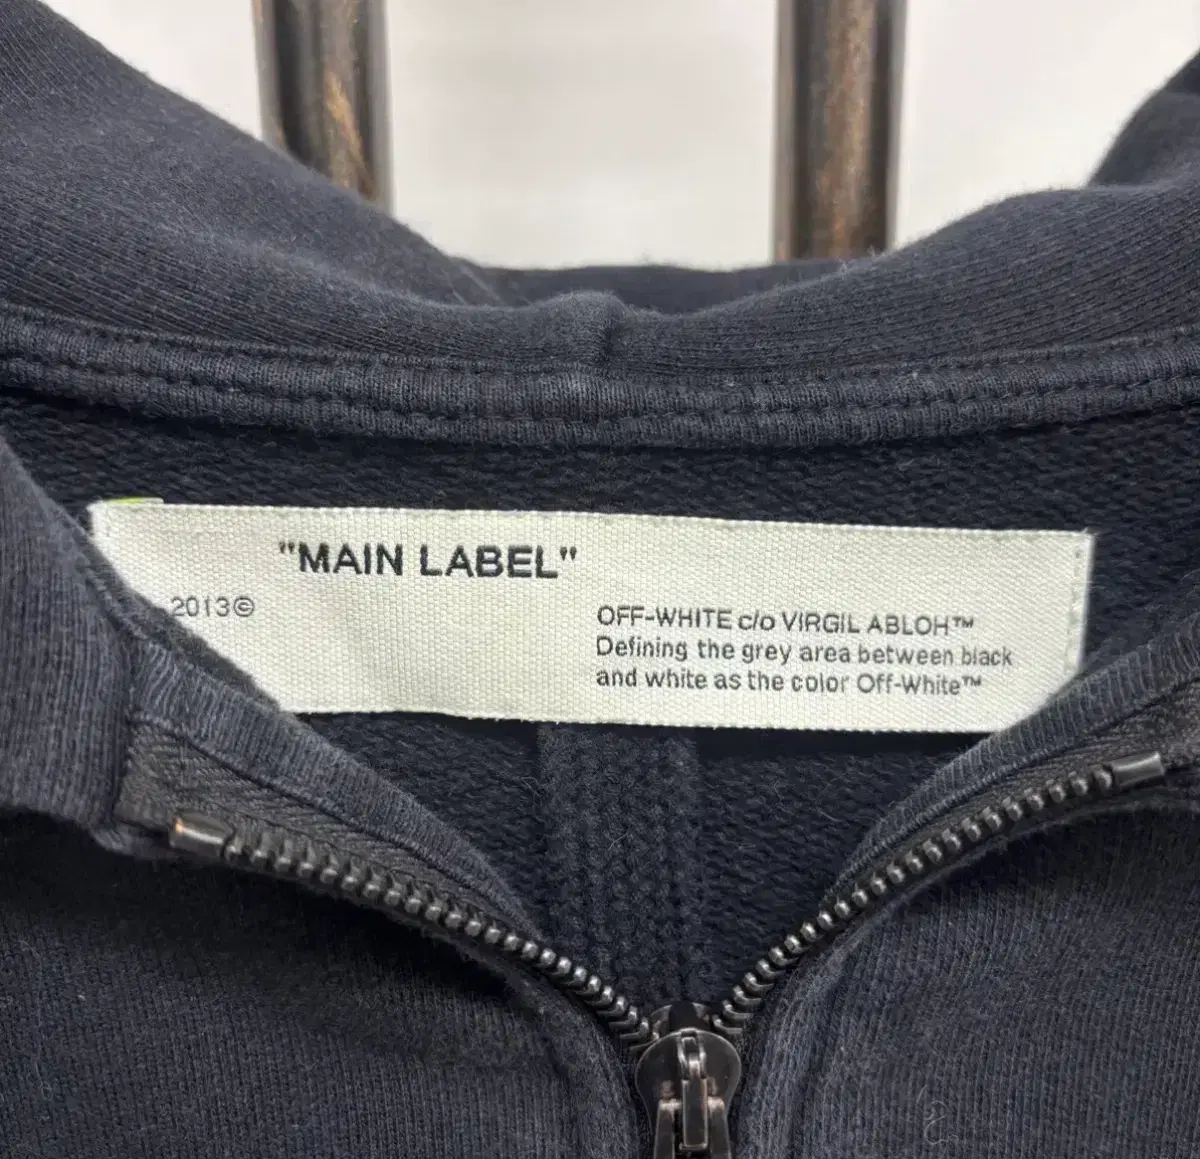 "MAIN LABEL"
2013©
OFF-WHITE c/o VIRGIL ABLOH™
Defining the grey area between black
and white as the color Off-White™